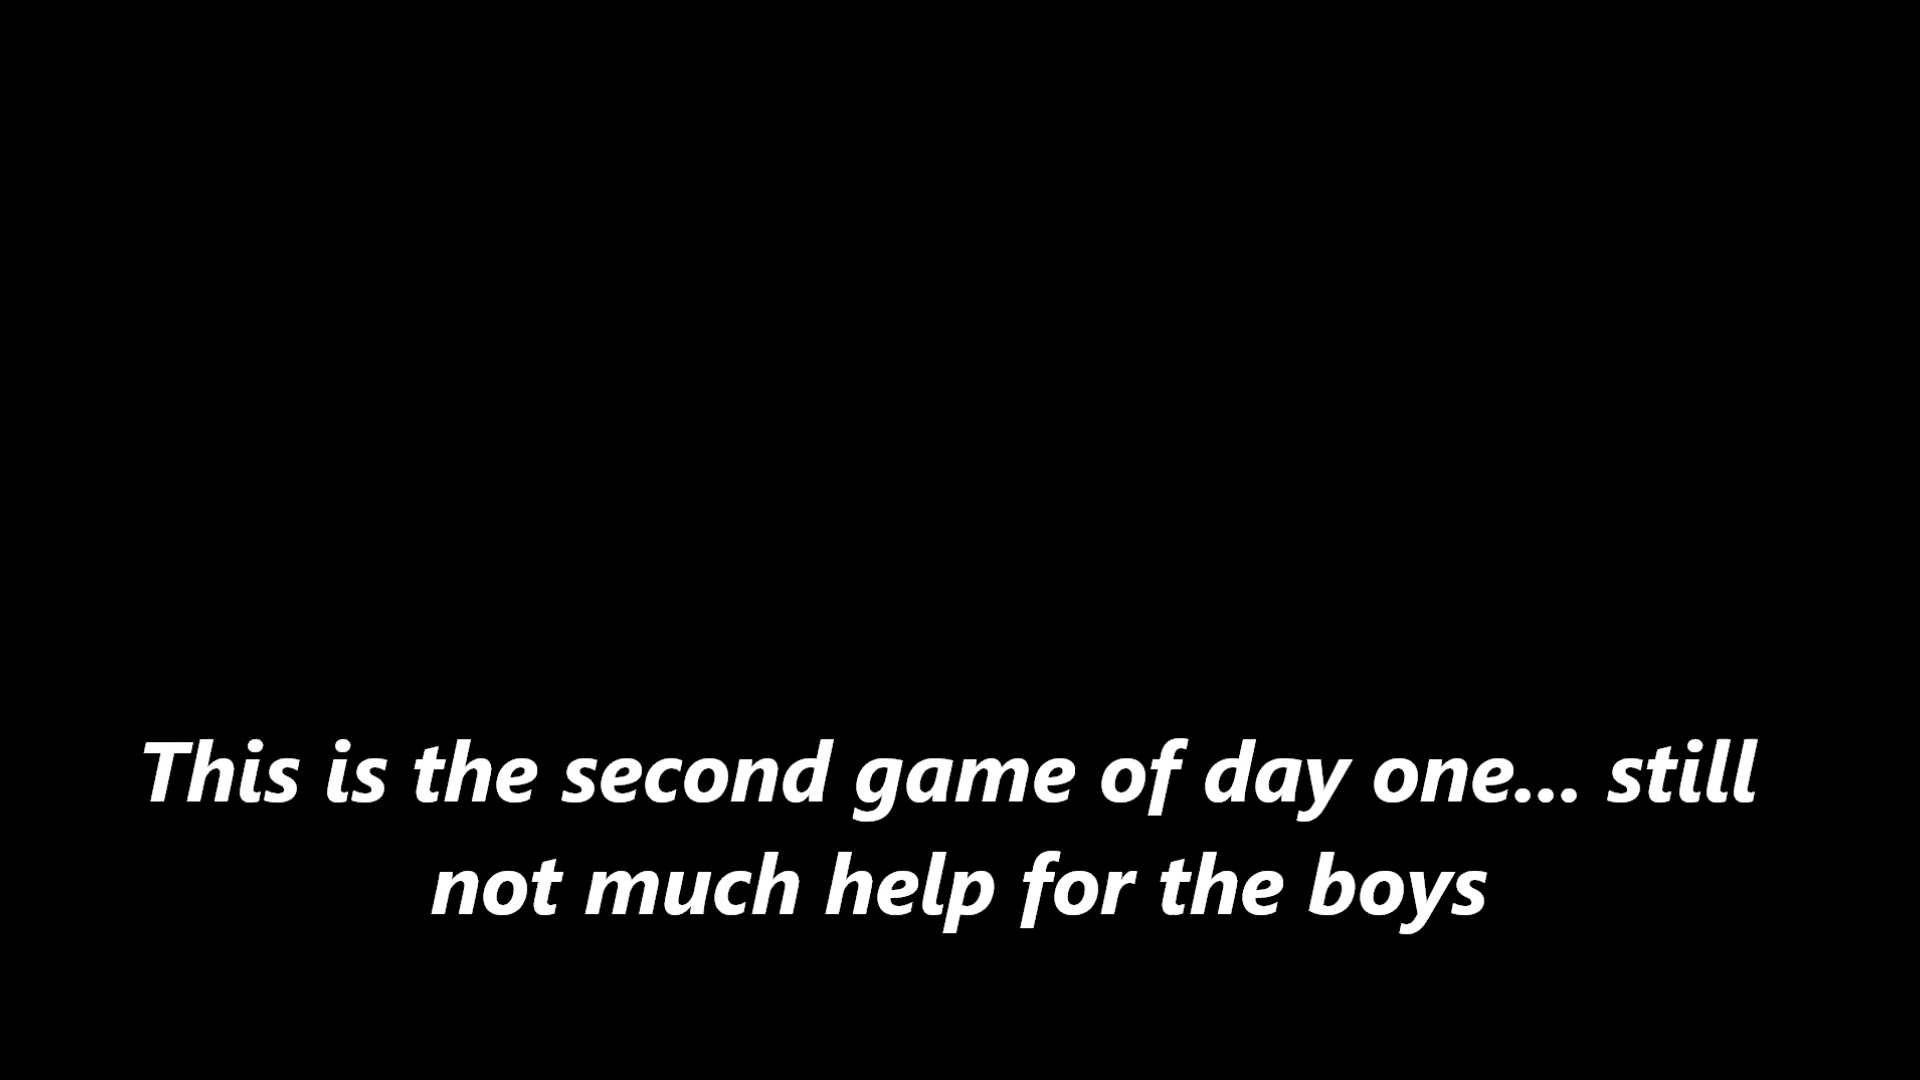 This is the second game of day one... still
not much help for the boys